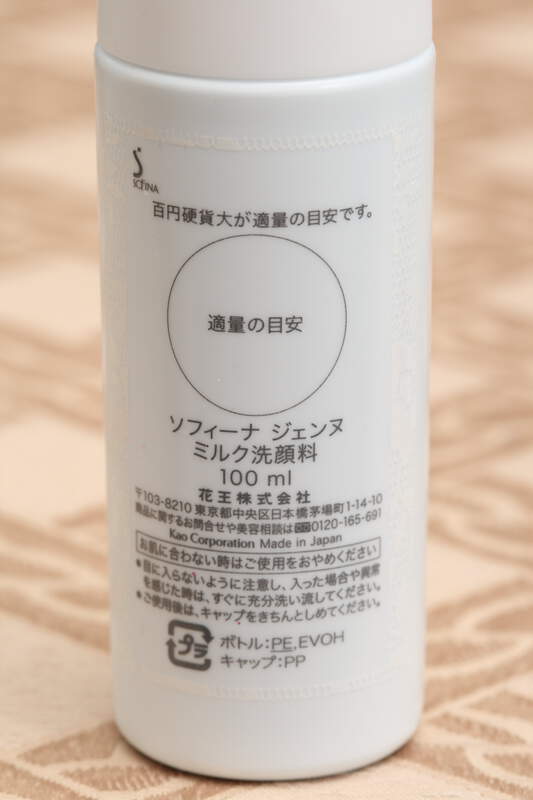 SOFINA
百円硬貨大が適量の目安です。
適量の目安
ソフィーナ ジェンヌ
ミルク洗顔料
100 ml
花王株式会社
〒103-8210 東京都中央区日本橋茅場町1-14-10
商品に関するお問合せや美容相談は 0120-165-691
Kao Corporation Made in Japan
お肌に合わない時はご使用をおやめください
●目に入らないように注意し、入った場合や異常
を感じた時は、すぐに充分洗い流してください。
●ご使用後は、キャップをきちんとしめてください。
プラ
ボトル:PE,EVOH
キャップ:PP